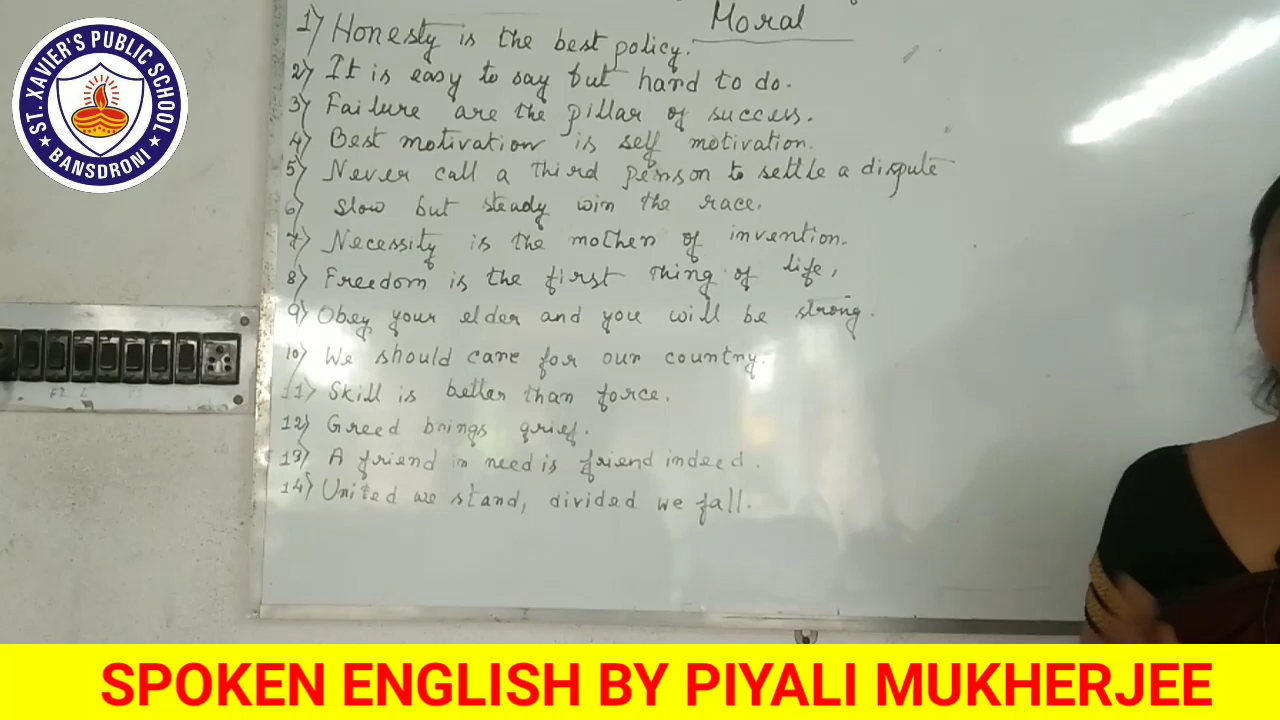 Moral
1) Honesty is the best policy.
2) It is easy to say but hard to do.
3) Failure are the pillar of success.
4) Best motivation is self motivation.
5) Never call a third person to settle a dispute
6) Slow but steady win the race.
7) Necessity is the mother of invention.
8) Freedom is the first thing of life,
9) Obey your elder and you will be strong.
10) We should care for our country.
11) Skill is better than force.
12) Greed brings grief.
13) A friend in need is friend indeed.
14) United we stand, divided we fall.
ST. XAVIER'S PUBLIC SCHOOL
★ BANSDRONI ★
SPOKEN ENGLISH BY PIYALI MUKHERJEE